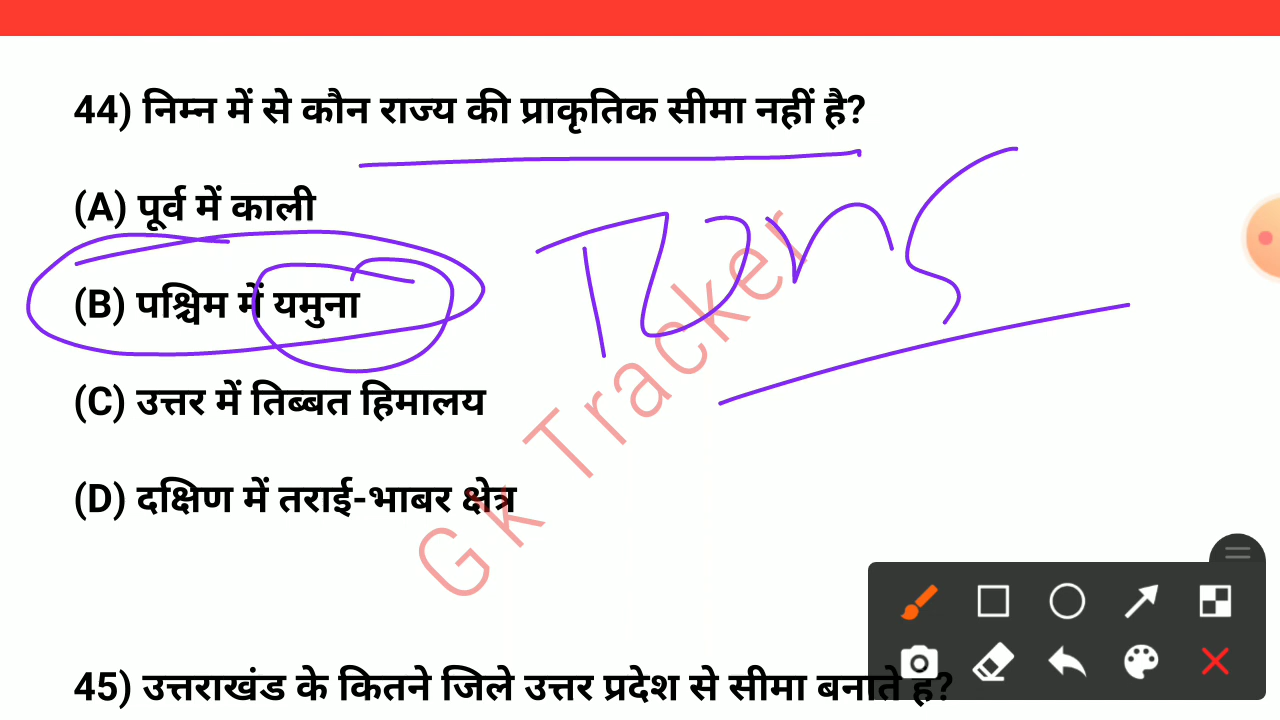 44) निम्न में से कौन राज्य की प्राकृतिक सीमा नहीं है?
(A) पूर्व में काली
(B) पश्चिम में यमुना
Tons
(C) उत्तर में तिब्बत हिमालय
(D) दक्षिण में तराई-भाबर क्षेत्र
Gk Tracker
45) उत्तराखंड के कितने जिले उत्तर प्रदेश से सीमा बनाते है?